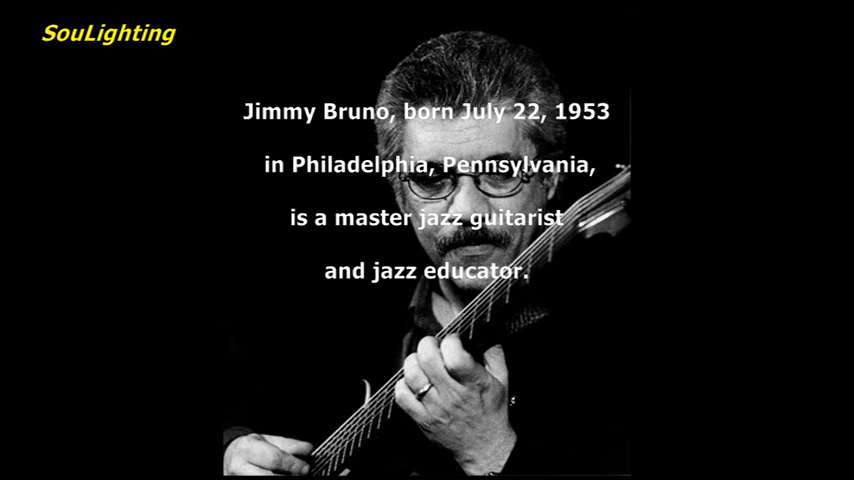 SouLighting
Jimmy Bruno, born July 22, 1953
in Philadelphia, Pennsylvania,
is a master jazz guitarist
and jazz educator.